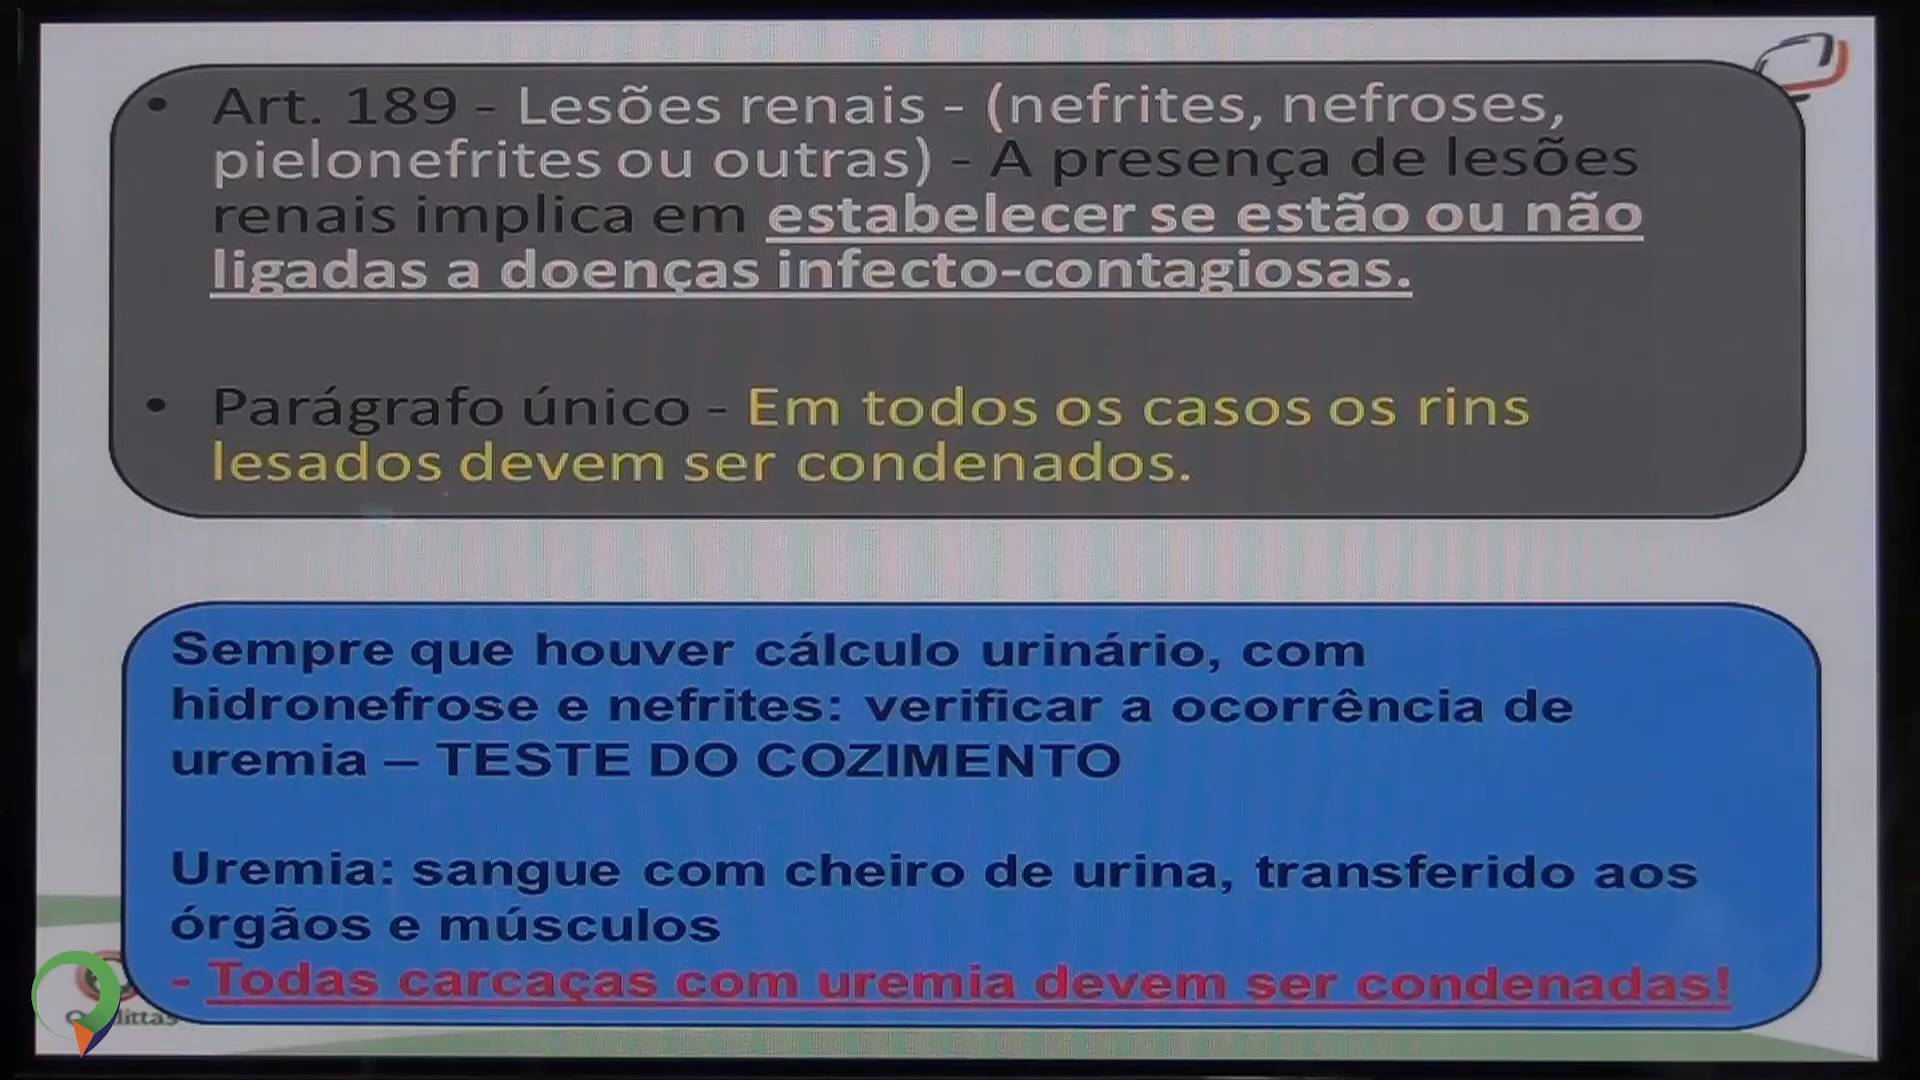 • Art. 189 - Lesões renais - (nefrites, nefroses,
pielonefrites ou outras) - A presença de lesões
renais implica em estabelecer se estão ou não
ligadas a doenças infecto-contagiosas.
• Parágrafo único - Em todos os casos os rins
lesados devem ser condenados.
Sempre que houver cálculo urinário, com
hidronefrose e nefrites: verificar a ocorrência de
uremia – TESTE DO COZIMENTO
Uremia: sangue com cheiro de urina, transferido aos
órgãos e músculos
- Todas carcaças com uremia devem ser condenadas!